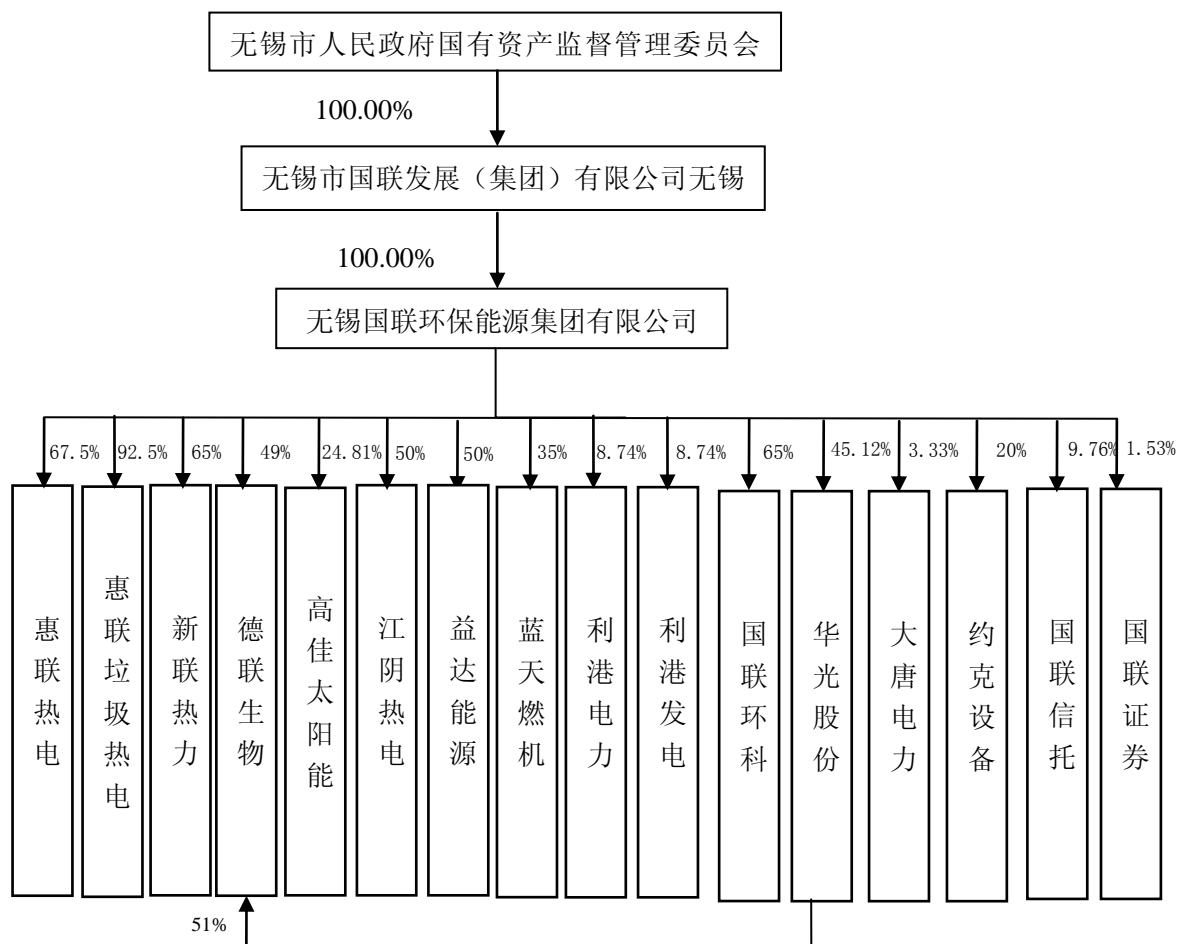 无锡市人民政府国有资产监督管理委员会
100.00%
无锡市国联发展（集团）有限公司无锡
100.00%
无锡国联环保能源集团有限公司
67.5% 92.5% 65% 49% 24.81% 50% 50% 35% 8.74% 8.74% 65% 45.12% 3.33% 20% 9.76% 1.53%
惠联热电
惠联垃圾热电
新联热力
德联生物
高佳太阳能
江阴热电
益达能源
蓝天燃机
利港电力
利港发电
国联环科
华光股份
大唐电力
约克设备
国联信托
国联证券
51%